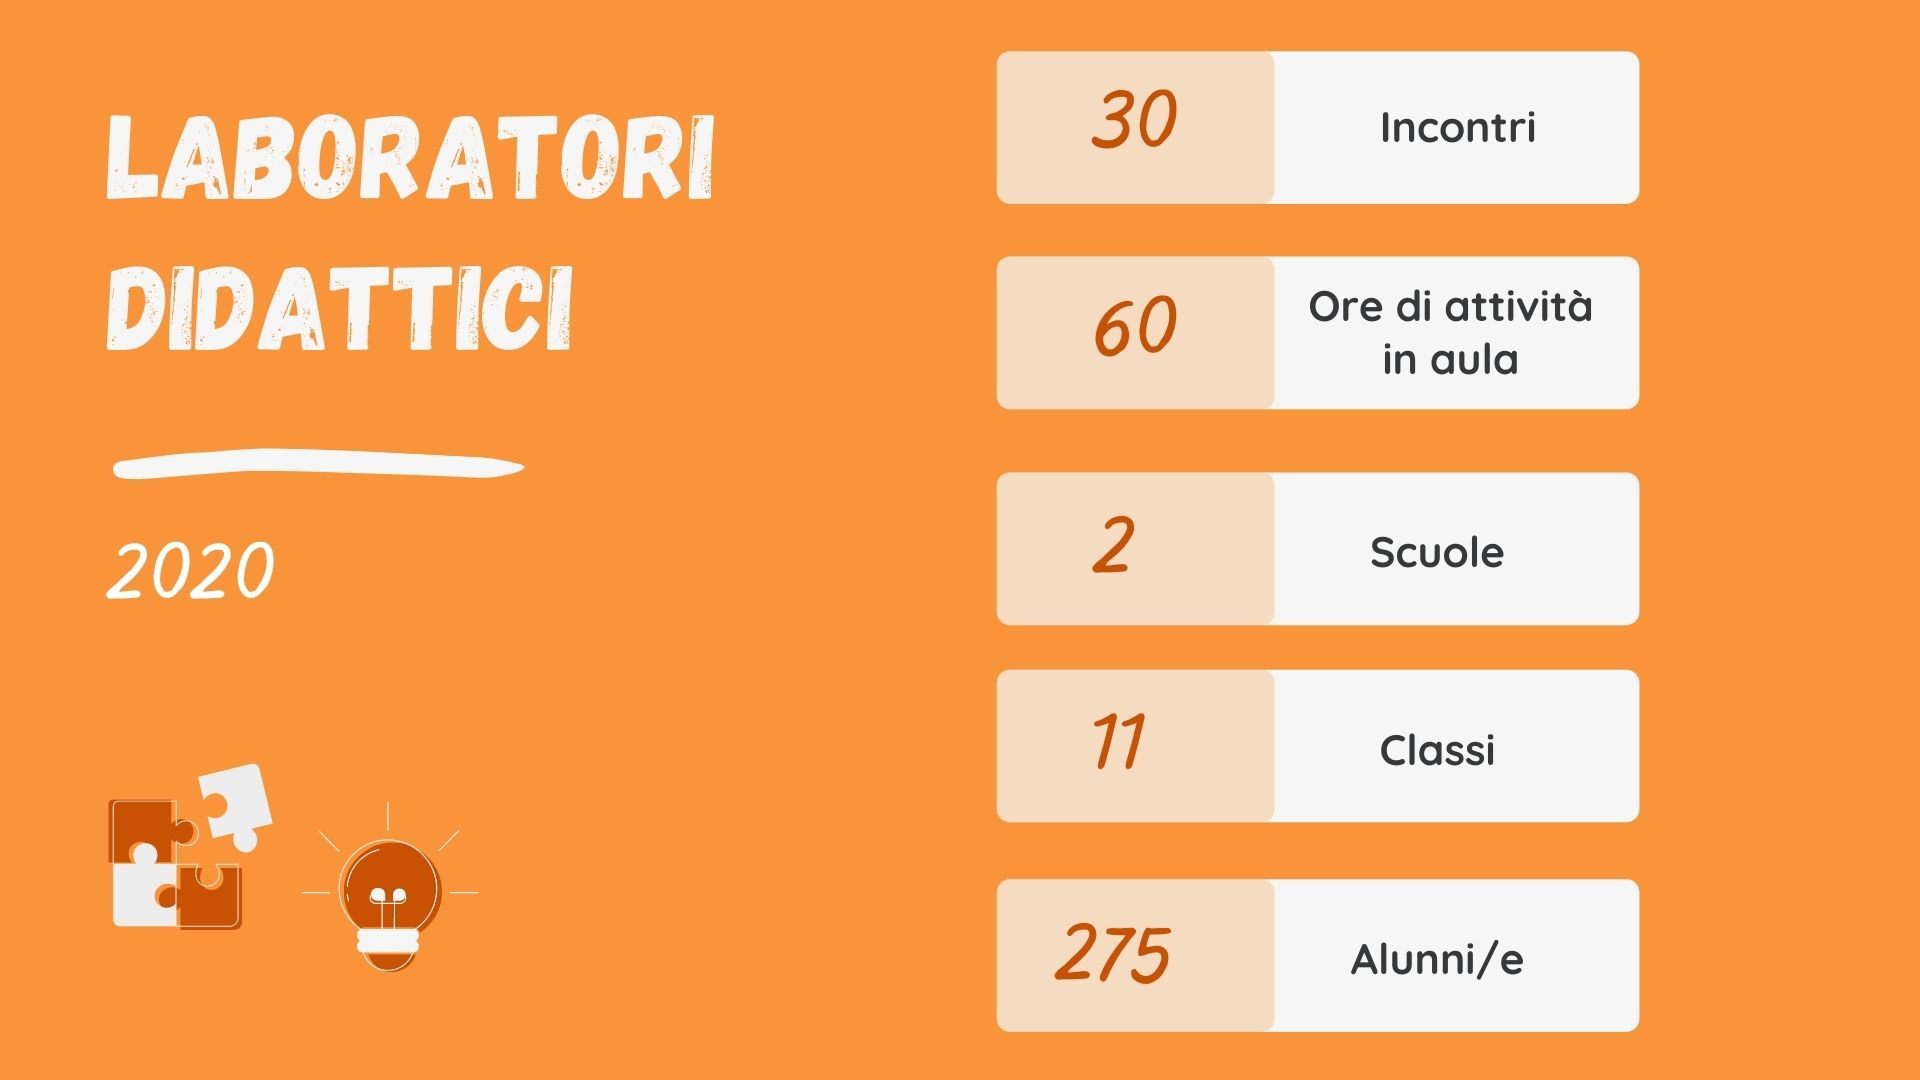 LABORATORI
DIDATTICI
2020
30
Incontri
60
Ore di attività
in aula
2
Scuole
11
Classi
275
Alunni/e